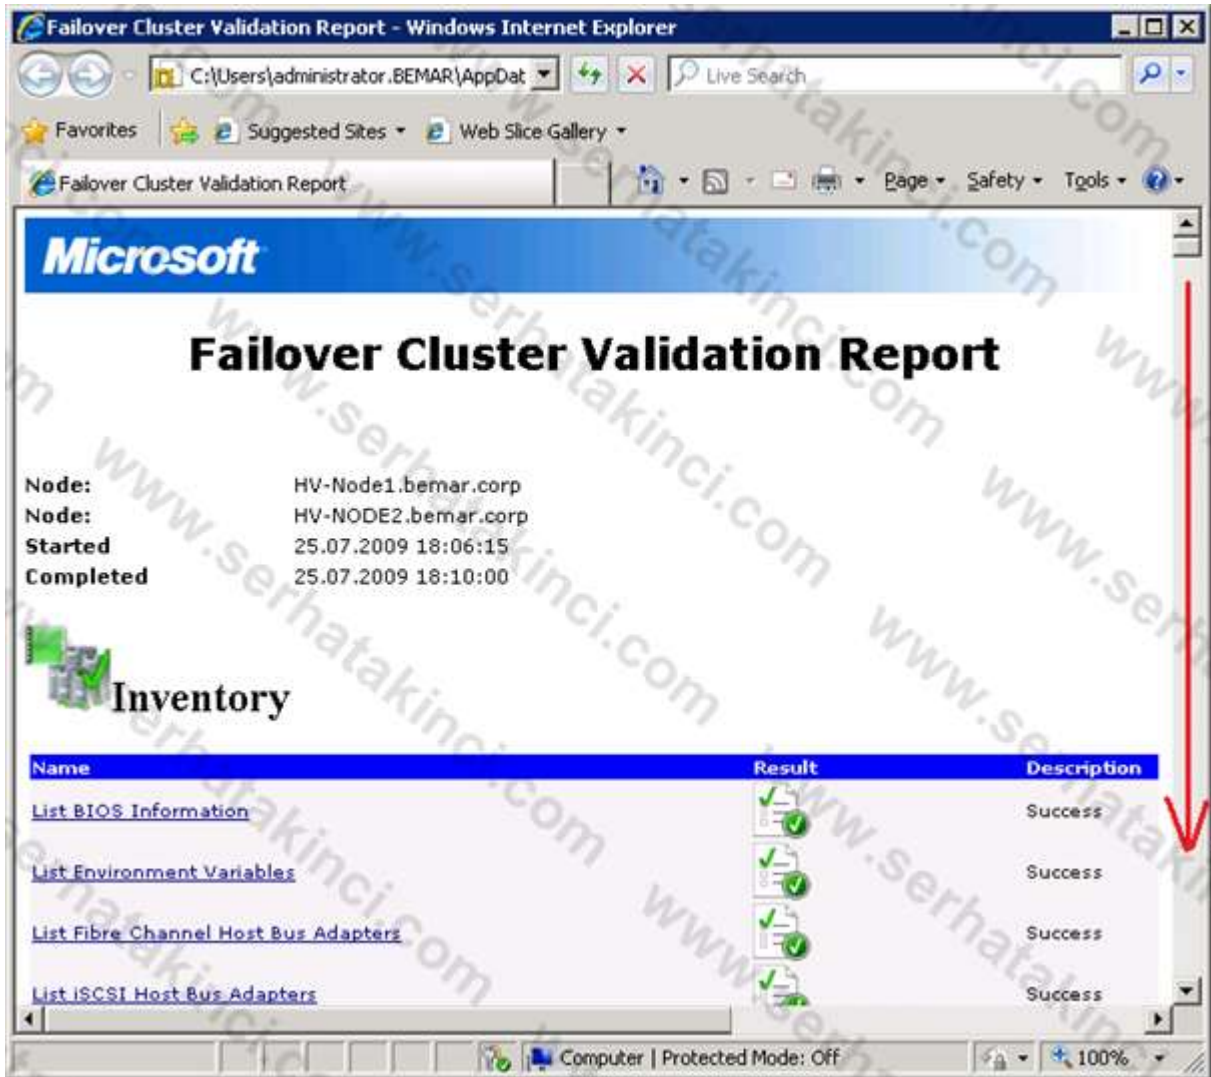 Failover Cluster Validation Report - Windows Internet Explorer
C:\Users\administrator.BEMAR\AppDat
Live Search
Favorites Suggested Sites Web Slice Gallery
Failover Cluster Validation Report
Page Safety Tools
Microsoft
Failover Cluster Validation Report
Node: HV-Node1.bemar.corp
Node: HV-NODE2.bemar.corp
Started 25.07.2009 18:06:15
Completed 25.07.2009 18:10:00
Inventory
Name Result Description
List BIOS Information Success
List Environment Variables Success
List Fibre Channel Host Bus Adapters Success
List iSCSI Host Bus Adapters Success
Computer | Protected Mode: Off 100%
www.serhatakinci.com